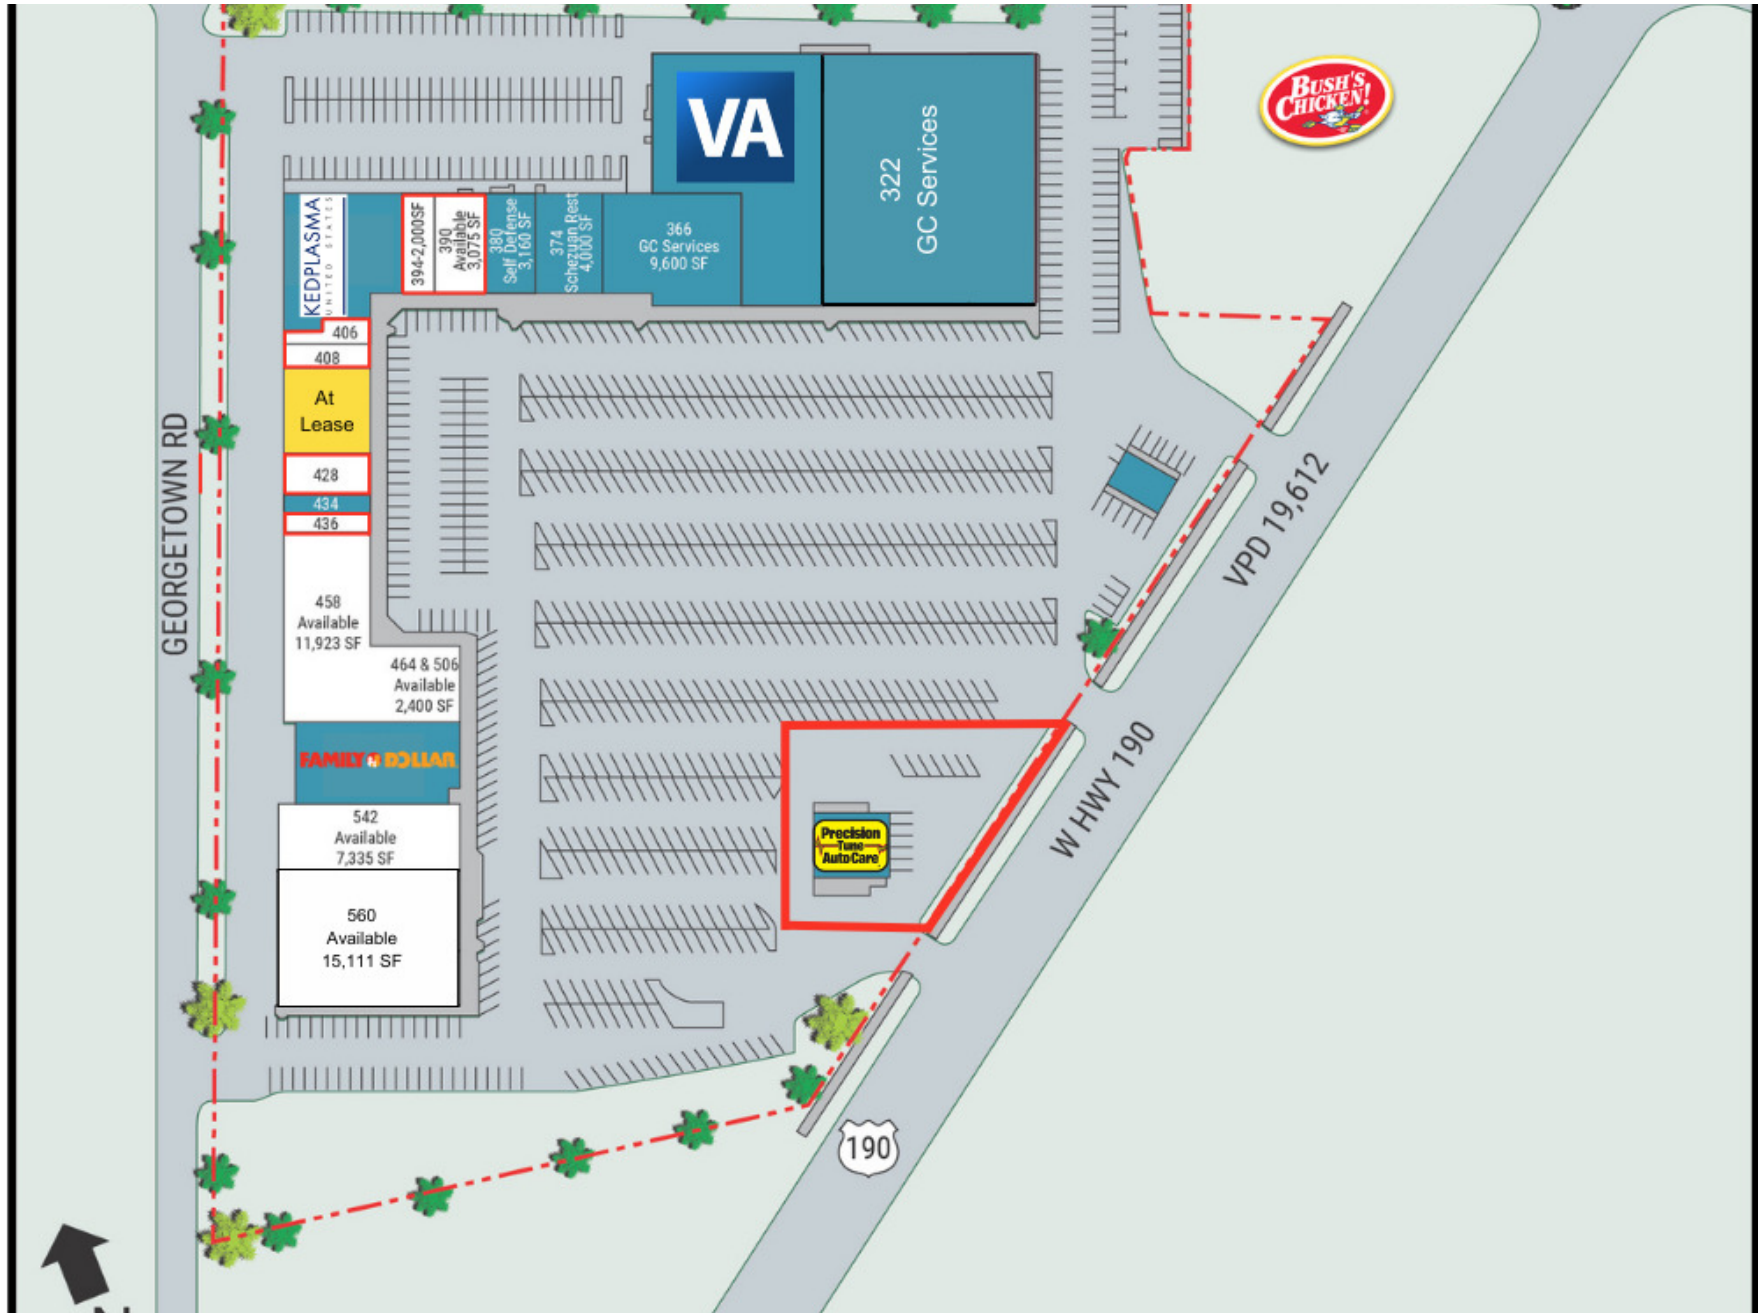 BUSH'S
CHICKEN!
VA
322
GC Services
KEDPLASMA
UNITED STATES
394-2,000SF
390
Available
3,075 SF
380
Self Defense
3,160 SF
374
Schezuan Rest
4,000 SF
366
GC Services
9,600 SF
406
408
At
Lease
428
434
436
GEORGETOWN RD
458
Available
11,923 SF
464 & 506
Available
2,400 SF
FAMILY DOLLAR
542
Available
7,335 SF
560
Available
15,111 SF
Precision
Tune
Auto Care
VPD 19,612
W HWY 190
190